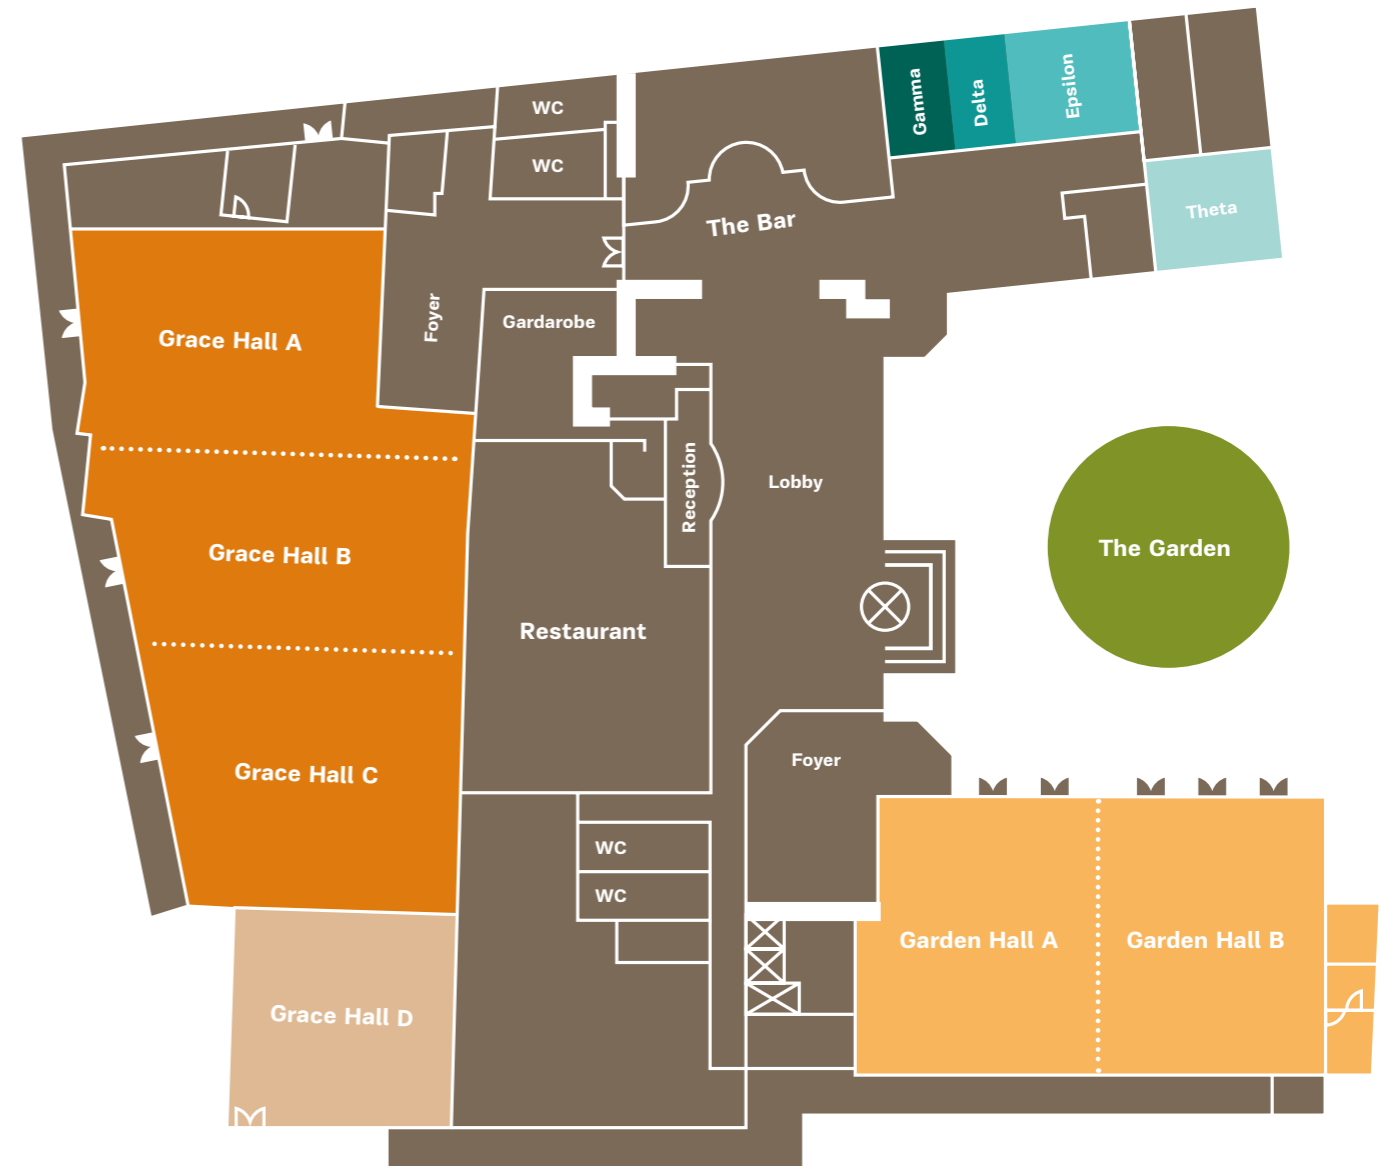 WC
WC
Gamma
Delta
Epsilon
Theta
The Bar
Foyer
Gardarobe
Grace Hall A
Reception
Lobby
Grace Hall B
The Garden
Restaurant
Grace Hall C
Foyer
WC
WC
Garden Hall A
Garden Hall B
Grace Hall D